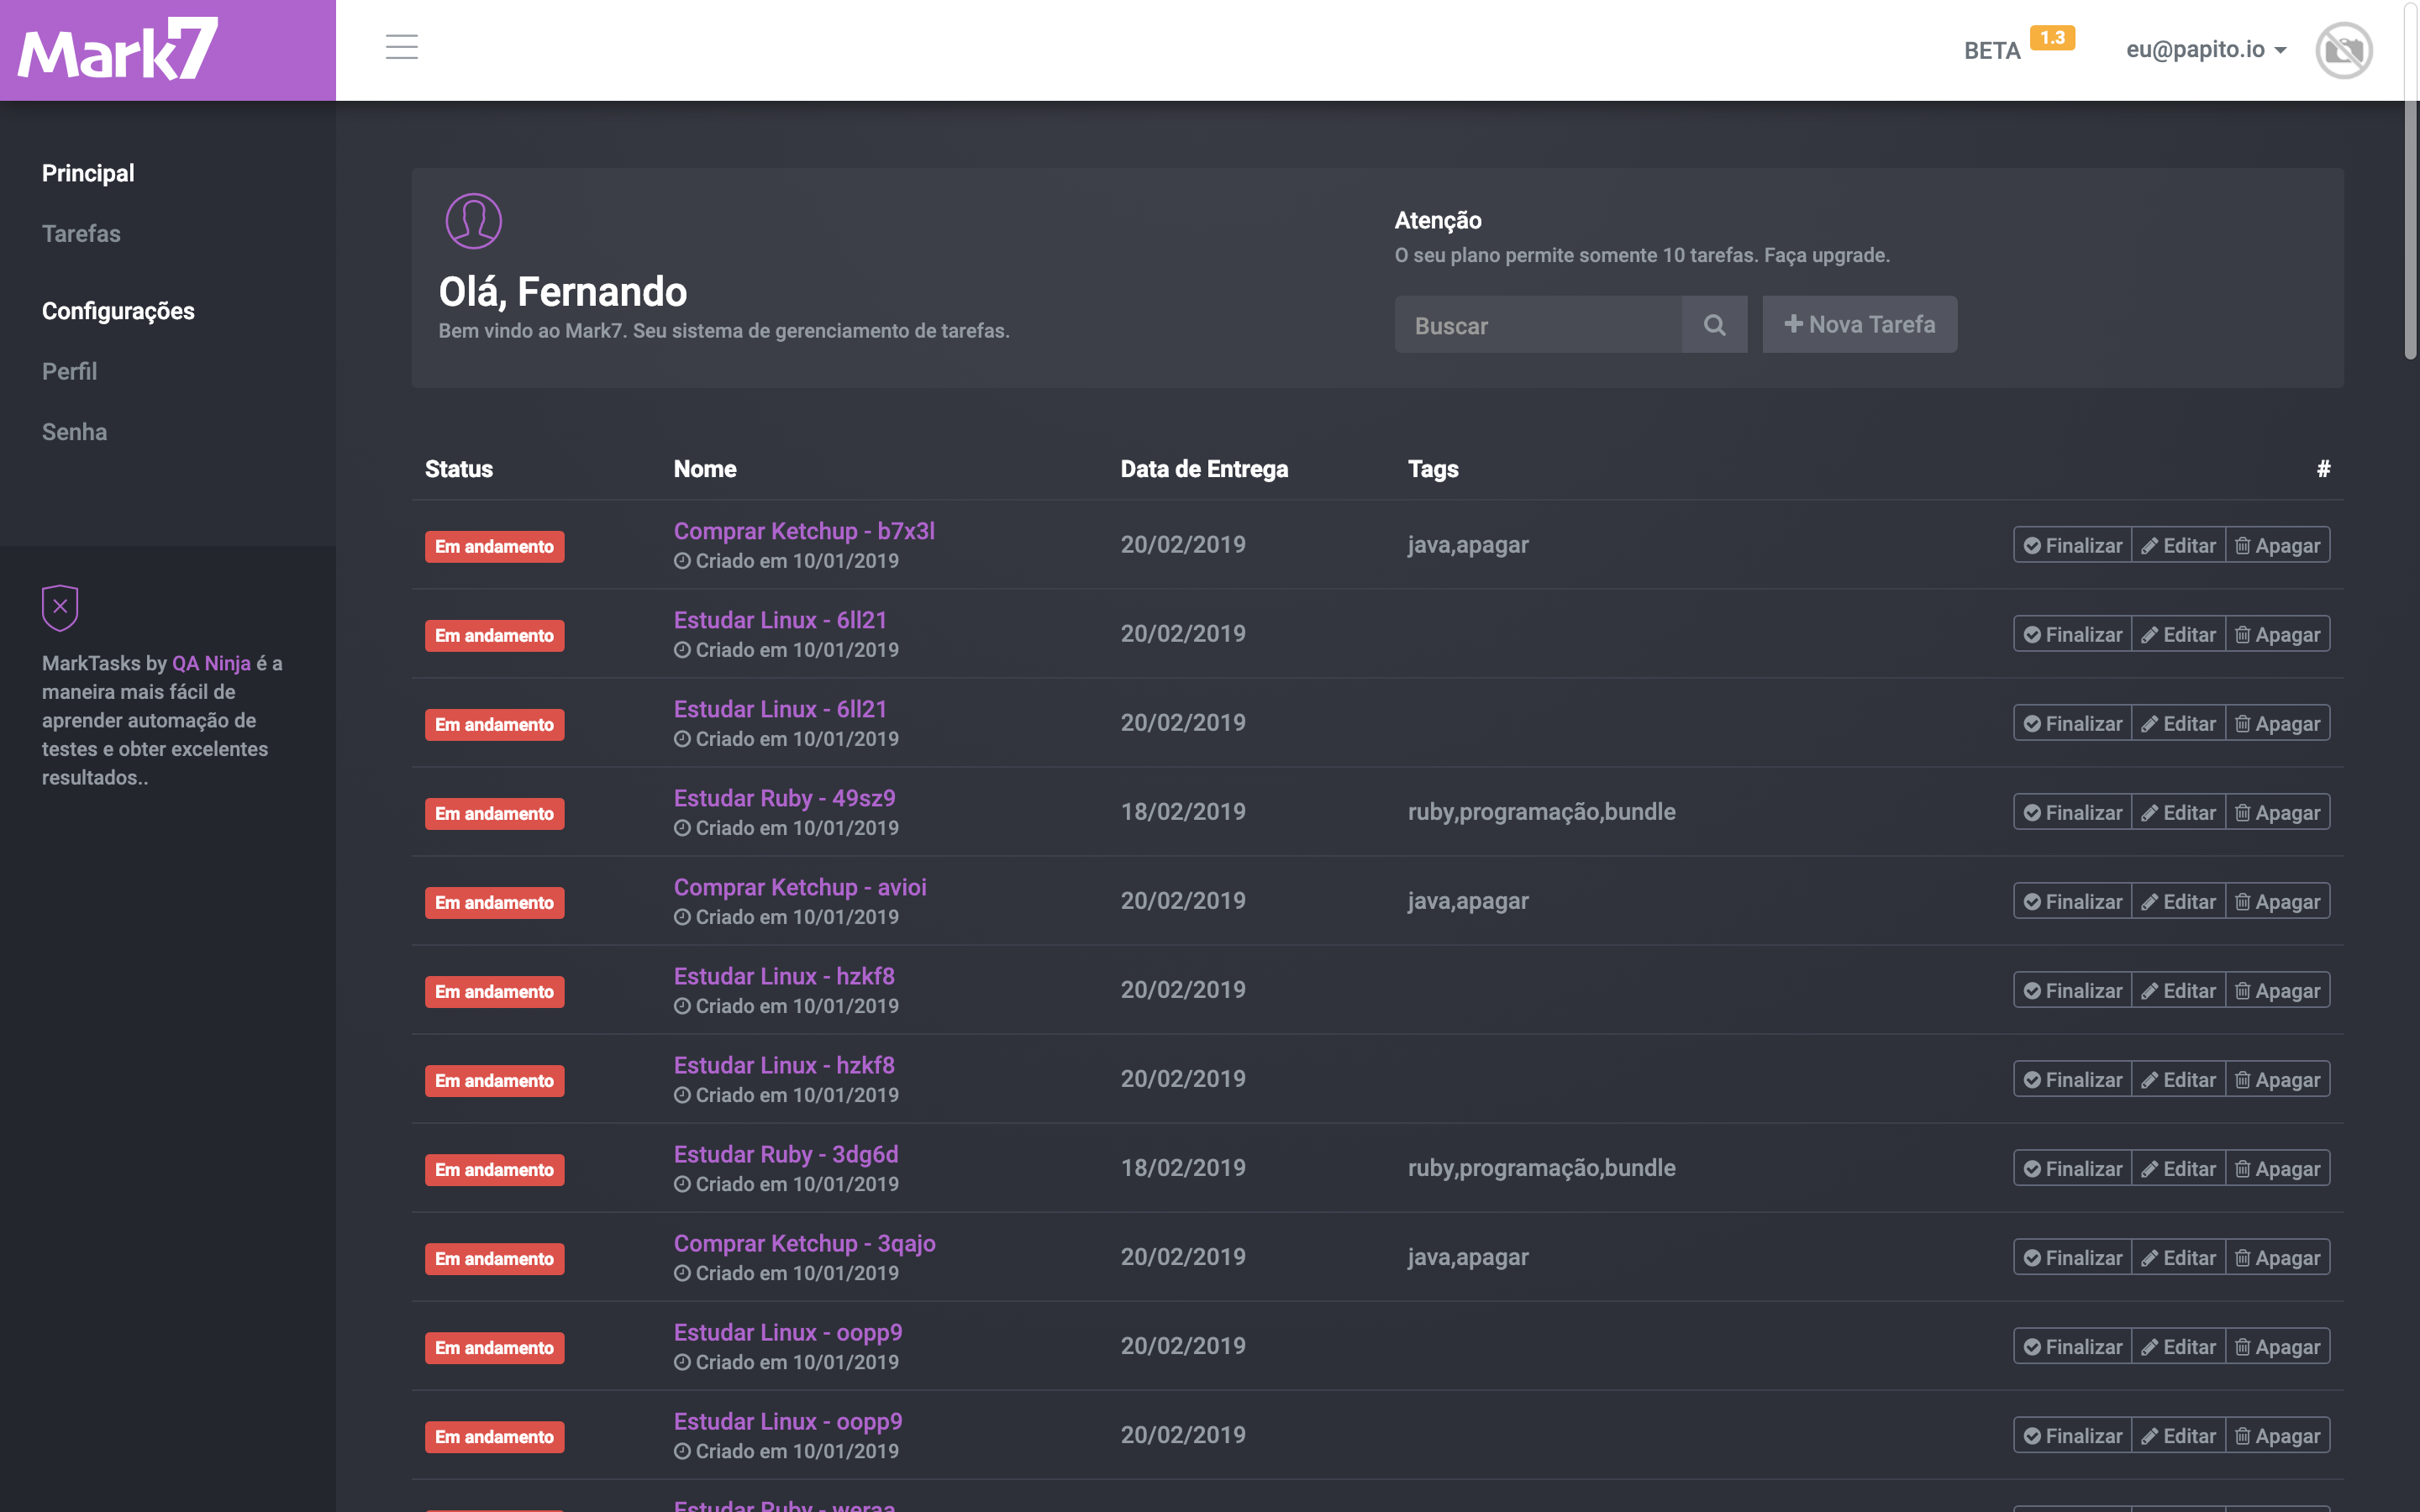 Mark7
BETA 1.3 eu@papito.io
Principal
Tarefas
Configurações
Perfil
Senha
MarkTasks by QA Ninja é a
maneira mais fácil de
aprender automação de
testes e obter excelentes
resultados..
Olá, Fernando
Bem vindo ao Mark7. Seu sistema de gerenciamento de tarefas.
Atenção
O seu plano permite somente 10 tarefas. Faça upgrade.
Buscar Nova Tarefa
Status Nome Data de Entrega Tags #
Em andamento Comprar Ketchup - b7x3l 20/02/2019 java,apagar Finalizar Editar Apagar
Criado em 10/01/2019
Em andamento Estudar Linux - 6ll21 20/02/2019 Finalizar Editar Apagar
Criado em 10/01/2019
Em andamento Estudar Linux - 6ll21 20/02/2019 Finalizar Editar Apagar
Criado em 10/01/2019
Em andamento Estudar Ruby - 49sz9 18/02/2019 ruby,programação,bundle Finalizar Editar Apagar
Criado em 10/01/2019
Em andamento Comprar Ketchup - avioi 20/02/2019 java,apagar Finalizar Editar Apagar
Criado em 10/01/2019
Em andamento Estudar Linux - hzkf8 20/02/2019 Finalizar Editar Apagar
Criado em 10/01/2019
Em andamento Estudar Linux - hzkf8 20/02/2019 Finalizar Editar Apagar
Criado em 10/01/2019
Em andamento Estudar Ruby - 3dg6d 18/02/2019 ruby,programação,bundle Finalizar Editar Apagar
Criado em 10/01/2019
Em andamento Comprar Ketchup - 3qajo 20/02/2019 java,apagar Finalizar Editar Apagar
Criado em 10/01/2019
Em andamento Estudar Linux - oopp9 20/02/2019 Finalizar Editar Apagar
Criado em 10/01/2019
Em andamento Estudar Linux - oopp9 20/02/2019 Finalizar Editar Apagar
Criado em 10/01/2019
Estudar Ruby -